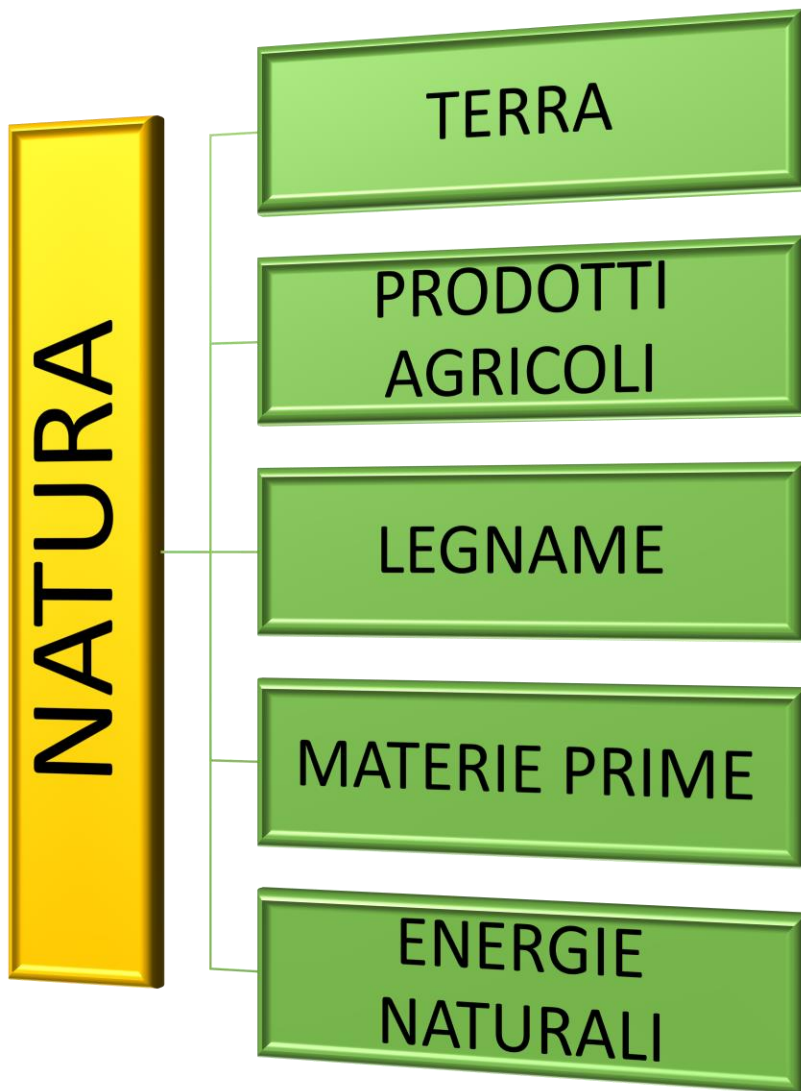 NATURA
TERRA
PRODOTTI
AGRICOLI
LEGNAME
MATERIE PRIME
ENERGIE
NATURALI